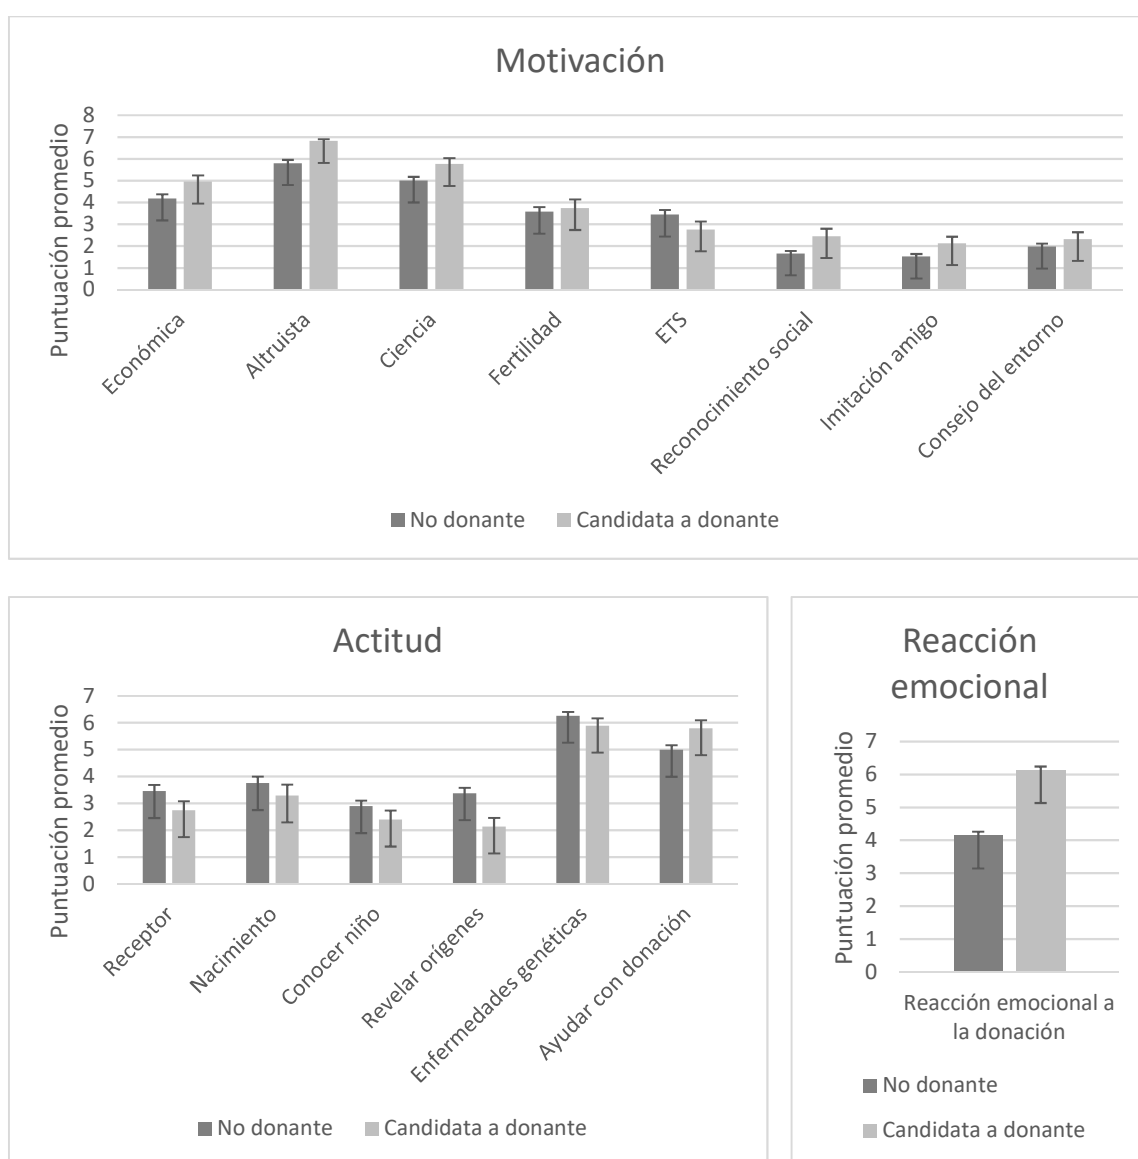 Motivación
Puntuación promedio
8
7
6
5
4
3
2
1
0
Económica
Altruista
Ciencia
Fertilidad
ETS
Reconocimiento social
Imitación amigo
Consejo del entorno
No donante
Candidata a donante
Actitud
Puntuación promedio
7
6
5
4
3
2
1
0
Receptor
Nacimiento
Conocer niño
Revelar orígenes
Enfermedades genéticas
Ayudar con donación
No donante
Candidata a donante
Reacción
emocional
Puntuación promedio
7
6
5
4
3
2
1
0
Reacción emocional a
la donación
No donante
Candidata a donante